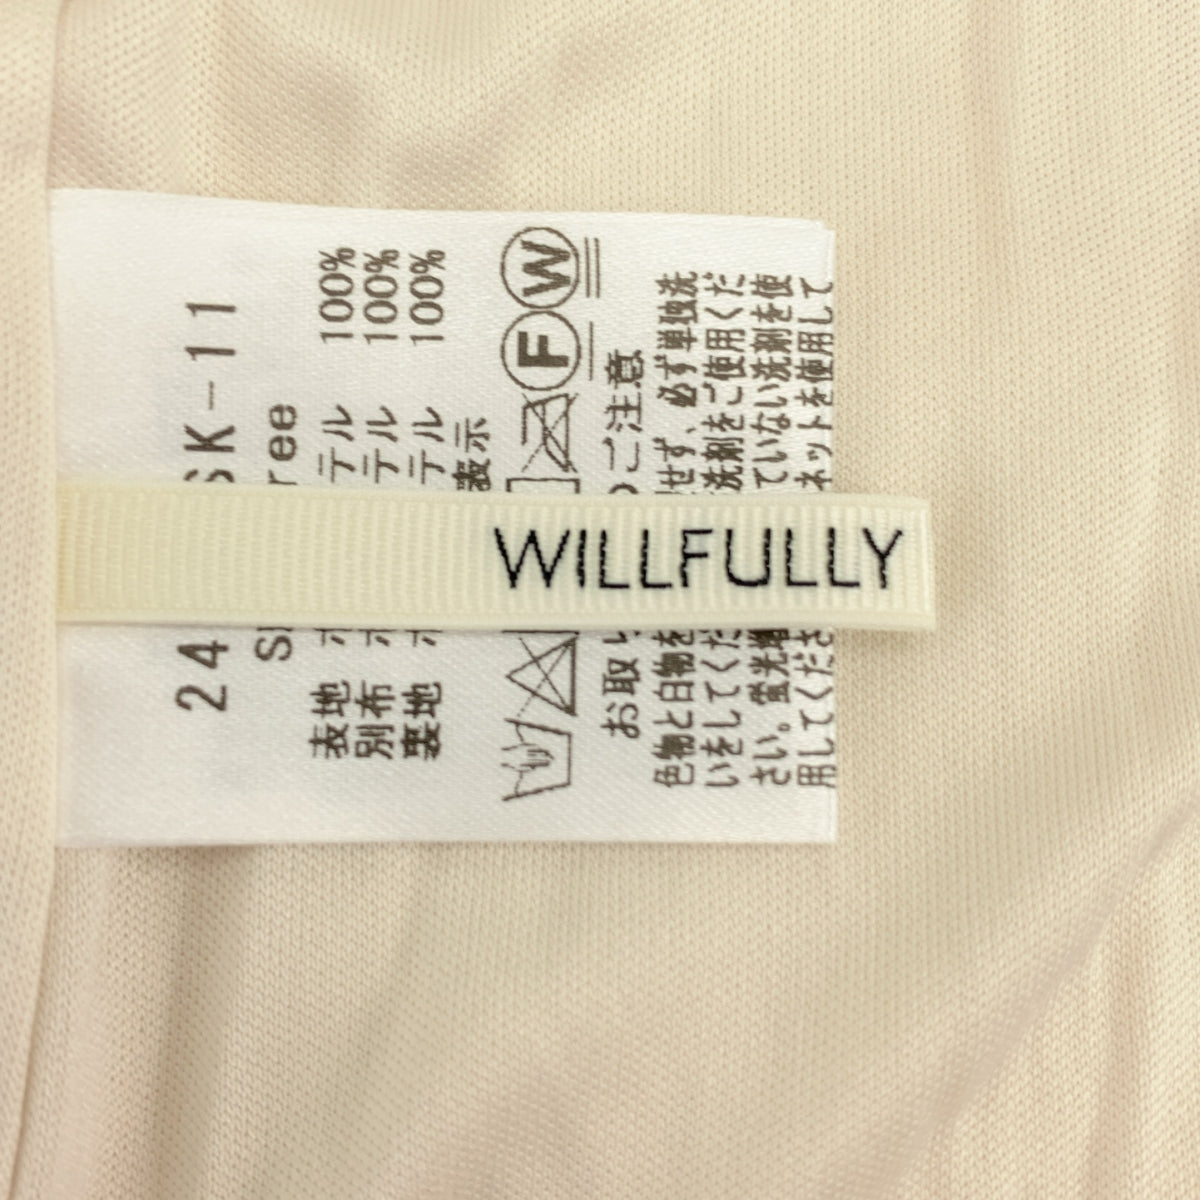 WILLFULLY
24 SK-11
ree
表地 テル 100%
別布 テル 100%
裏地 テル 100%
表示
F W
お取 ご注意
色物と白物を せず、必ず単独洗
いをしてくだ 洗剤をご使用くだ
さい。蛍光増 ていない洗剤を使
用してくださ ネットを使用して